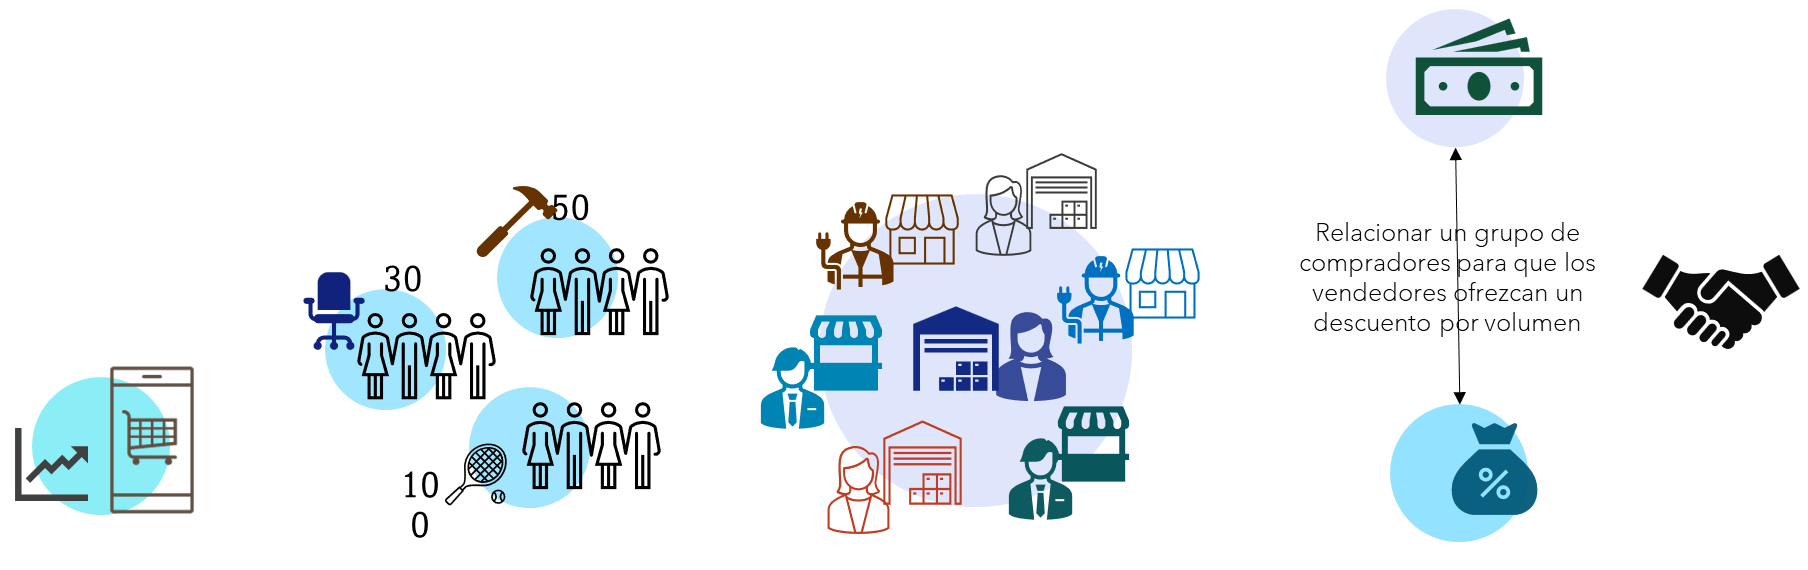 50
30
10
0
Relacionar un grupo de
compradores para que los
vendedores ofrezcan un
descuento por volumen
%